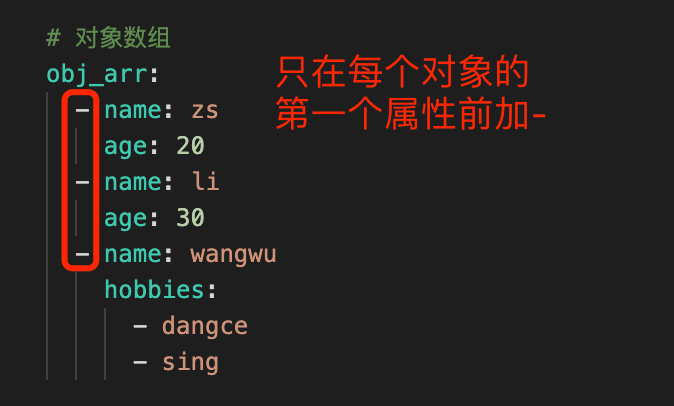 # 对象数组
obj_arr:
- name: zs
age: 20
- name: li
age: 30
- name: wangwu
hobbies:
- dangce
- sing
只在每个对象的
第一个属性前加-